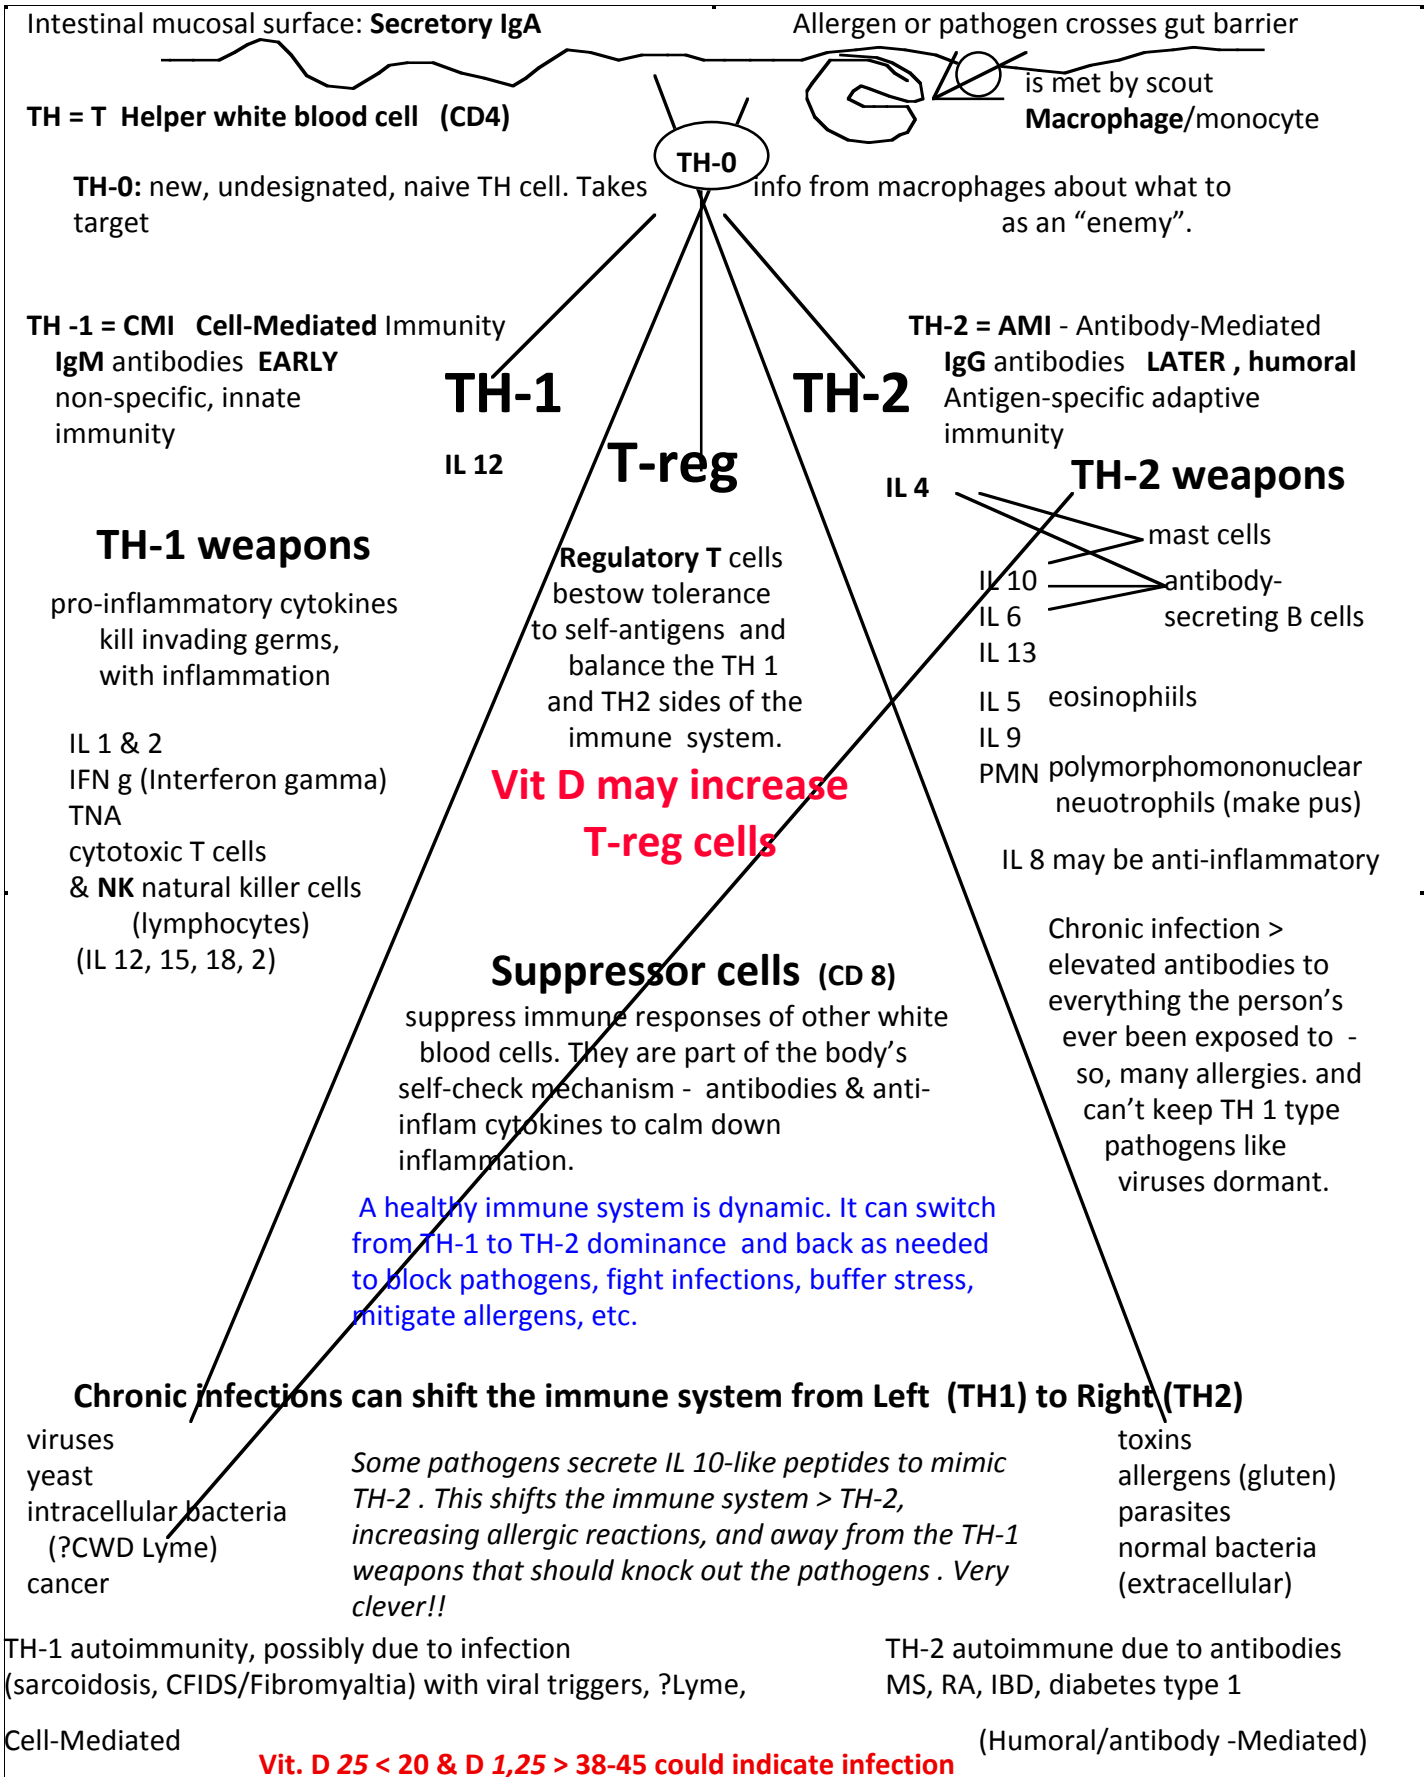 Intestinal mucosal surface: Secretory IgA
Allergen or pathogen crosses gut barrier
is met by scout
Macrophage/monocyte
TH = T  Helper white blood cell   (CD4)
TH-0
TH-0: new, undesignated, naive TH cell. Takes
info from macrophages about what to
target
as an “enemy”.
TH -1 = CMI   Cell-Mediated Immunity
IgM antibodies  EARLY
non-specific, innate
immunity
TH-1
IL 12
TH-2 = AMI - Antibody-Mediated
IgG antibodies   LATER , humoral
Antigen-specific adaptive
immunity
TH-2
IL 4
T-reg
Regulatory T cells
bestow tolerance
to self-antigens  and
balance the TH 1
and TH2 sides of the
immune  system.
Vit D may increase
T-reg cells
TH-1 weapons
pro-inflammatory cytokines
kill invading germs,
with inflammation
IL 1 & 2
IFN g (Interferon gamma)
TNA
cytotoxic T cells
& NK natural killer cells
(lymphocytes)
(IL 12, 15, 18, 2)
TH-2 weapons
mast cells
IL 10
antibody-
IL 6
secreting B cells
IL 13
IL 5   eosinophiils
IL 9
PMN polymorphomononuclear
neuotrophils (make pus)
IL 8 may be anti-inflammatory
Chronic infection >
elevated antibodies to
everything the person’s
ever been exposed to  -
so, many allergies. and
can’t keep TH 1 type
pathogens like
viruses dormant.
Suppressor cells  (CD 8)
suppress immune responses of other white
blood cells. They are part of the body’s
self-check mechanism -  antibodies & anti-
inflam cytokines to calm down
inflammation.
A healthy immune system is dynamic. It can switch
from TH-1 to TH-2 dominance  and back as needed
to block pathogens, fight infections, buffer stress,
mitigate allergens, etc.
Chronic infections can shift the immune system from Left  (TH1) to Right (TH2)
viruses
yeast
intracellular bacteria
(?CWD Lyme)
cancer
Some pathogens secrete IL 10-like peptides to mimic
TH-2 . This shifts the immune system > TH-2,
increasing allergic reactions, and away from the TH-1
weapons that should knock out the pathogens . Very
clever!!
toxins
allergens (gluten)
parasites
normal bacteria
(extracellular)
TH-1 autoimmunity, possibly due to infection
(sarcoidosis, CFIDS/Fibromyaltia) with viral triggers, ?Lyme,
TH-2 autoimmune due to antibodies
MS, RA, IBD, diabetes type 1
Cell-Mediated
(Humoral/antibody -Mediated)
Vit. D 25 < 20 & D 1,25 > 38-45 could indicate infection